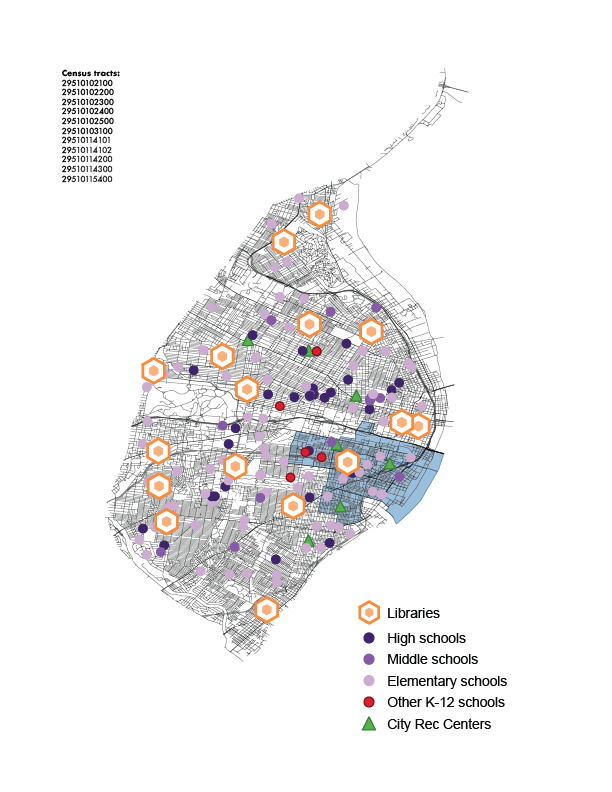 Census tracts:
29510102100
29510102200
29510102300
29510102400
29510102500
29510103100
29510114101
29510114102
29510114200
29510114300
29510115400
Libraries
High schools
Middle schools
Elementary schools
Other K-12 schools
City Rec Centers